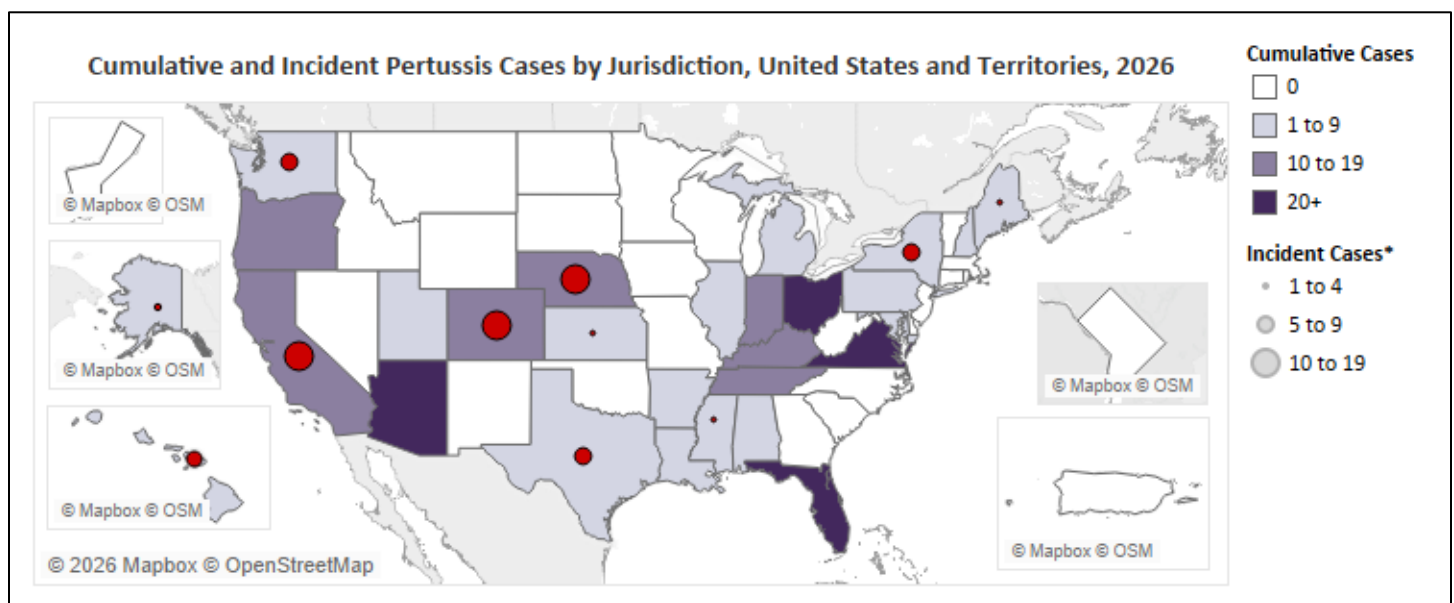 Cumulative and Incident Pertussis Cases by Jurisdiction, United States and Territories, 2026
Cumulative Cases
0
1 to 9
10 to 19
20+
Incident Cases*
1 to 4
5 to 9
10 to 19
© Mapbox © OSM
© Mapbox © OSM
© Mapbox © OSM
© Mapbox © OSM
© Mapbox © OSM
© 2026 Mapbox © OpenStreetMap